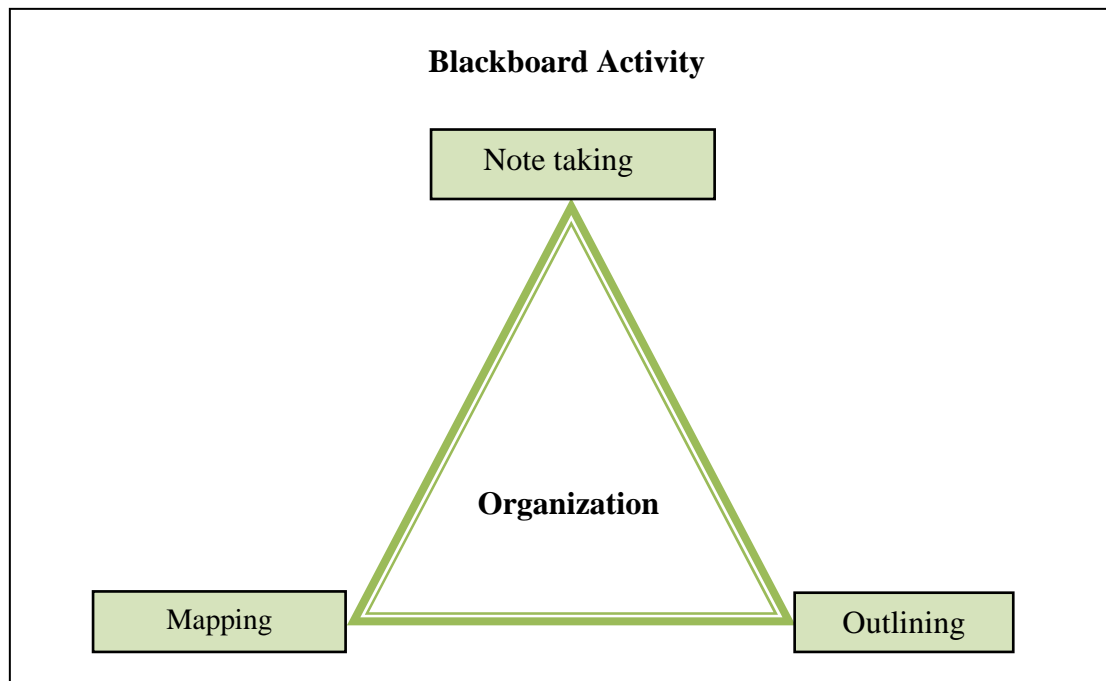 Blackboard Activity
Note taking
Organization
Mapping
Outlining